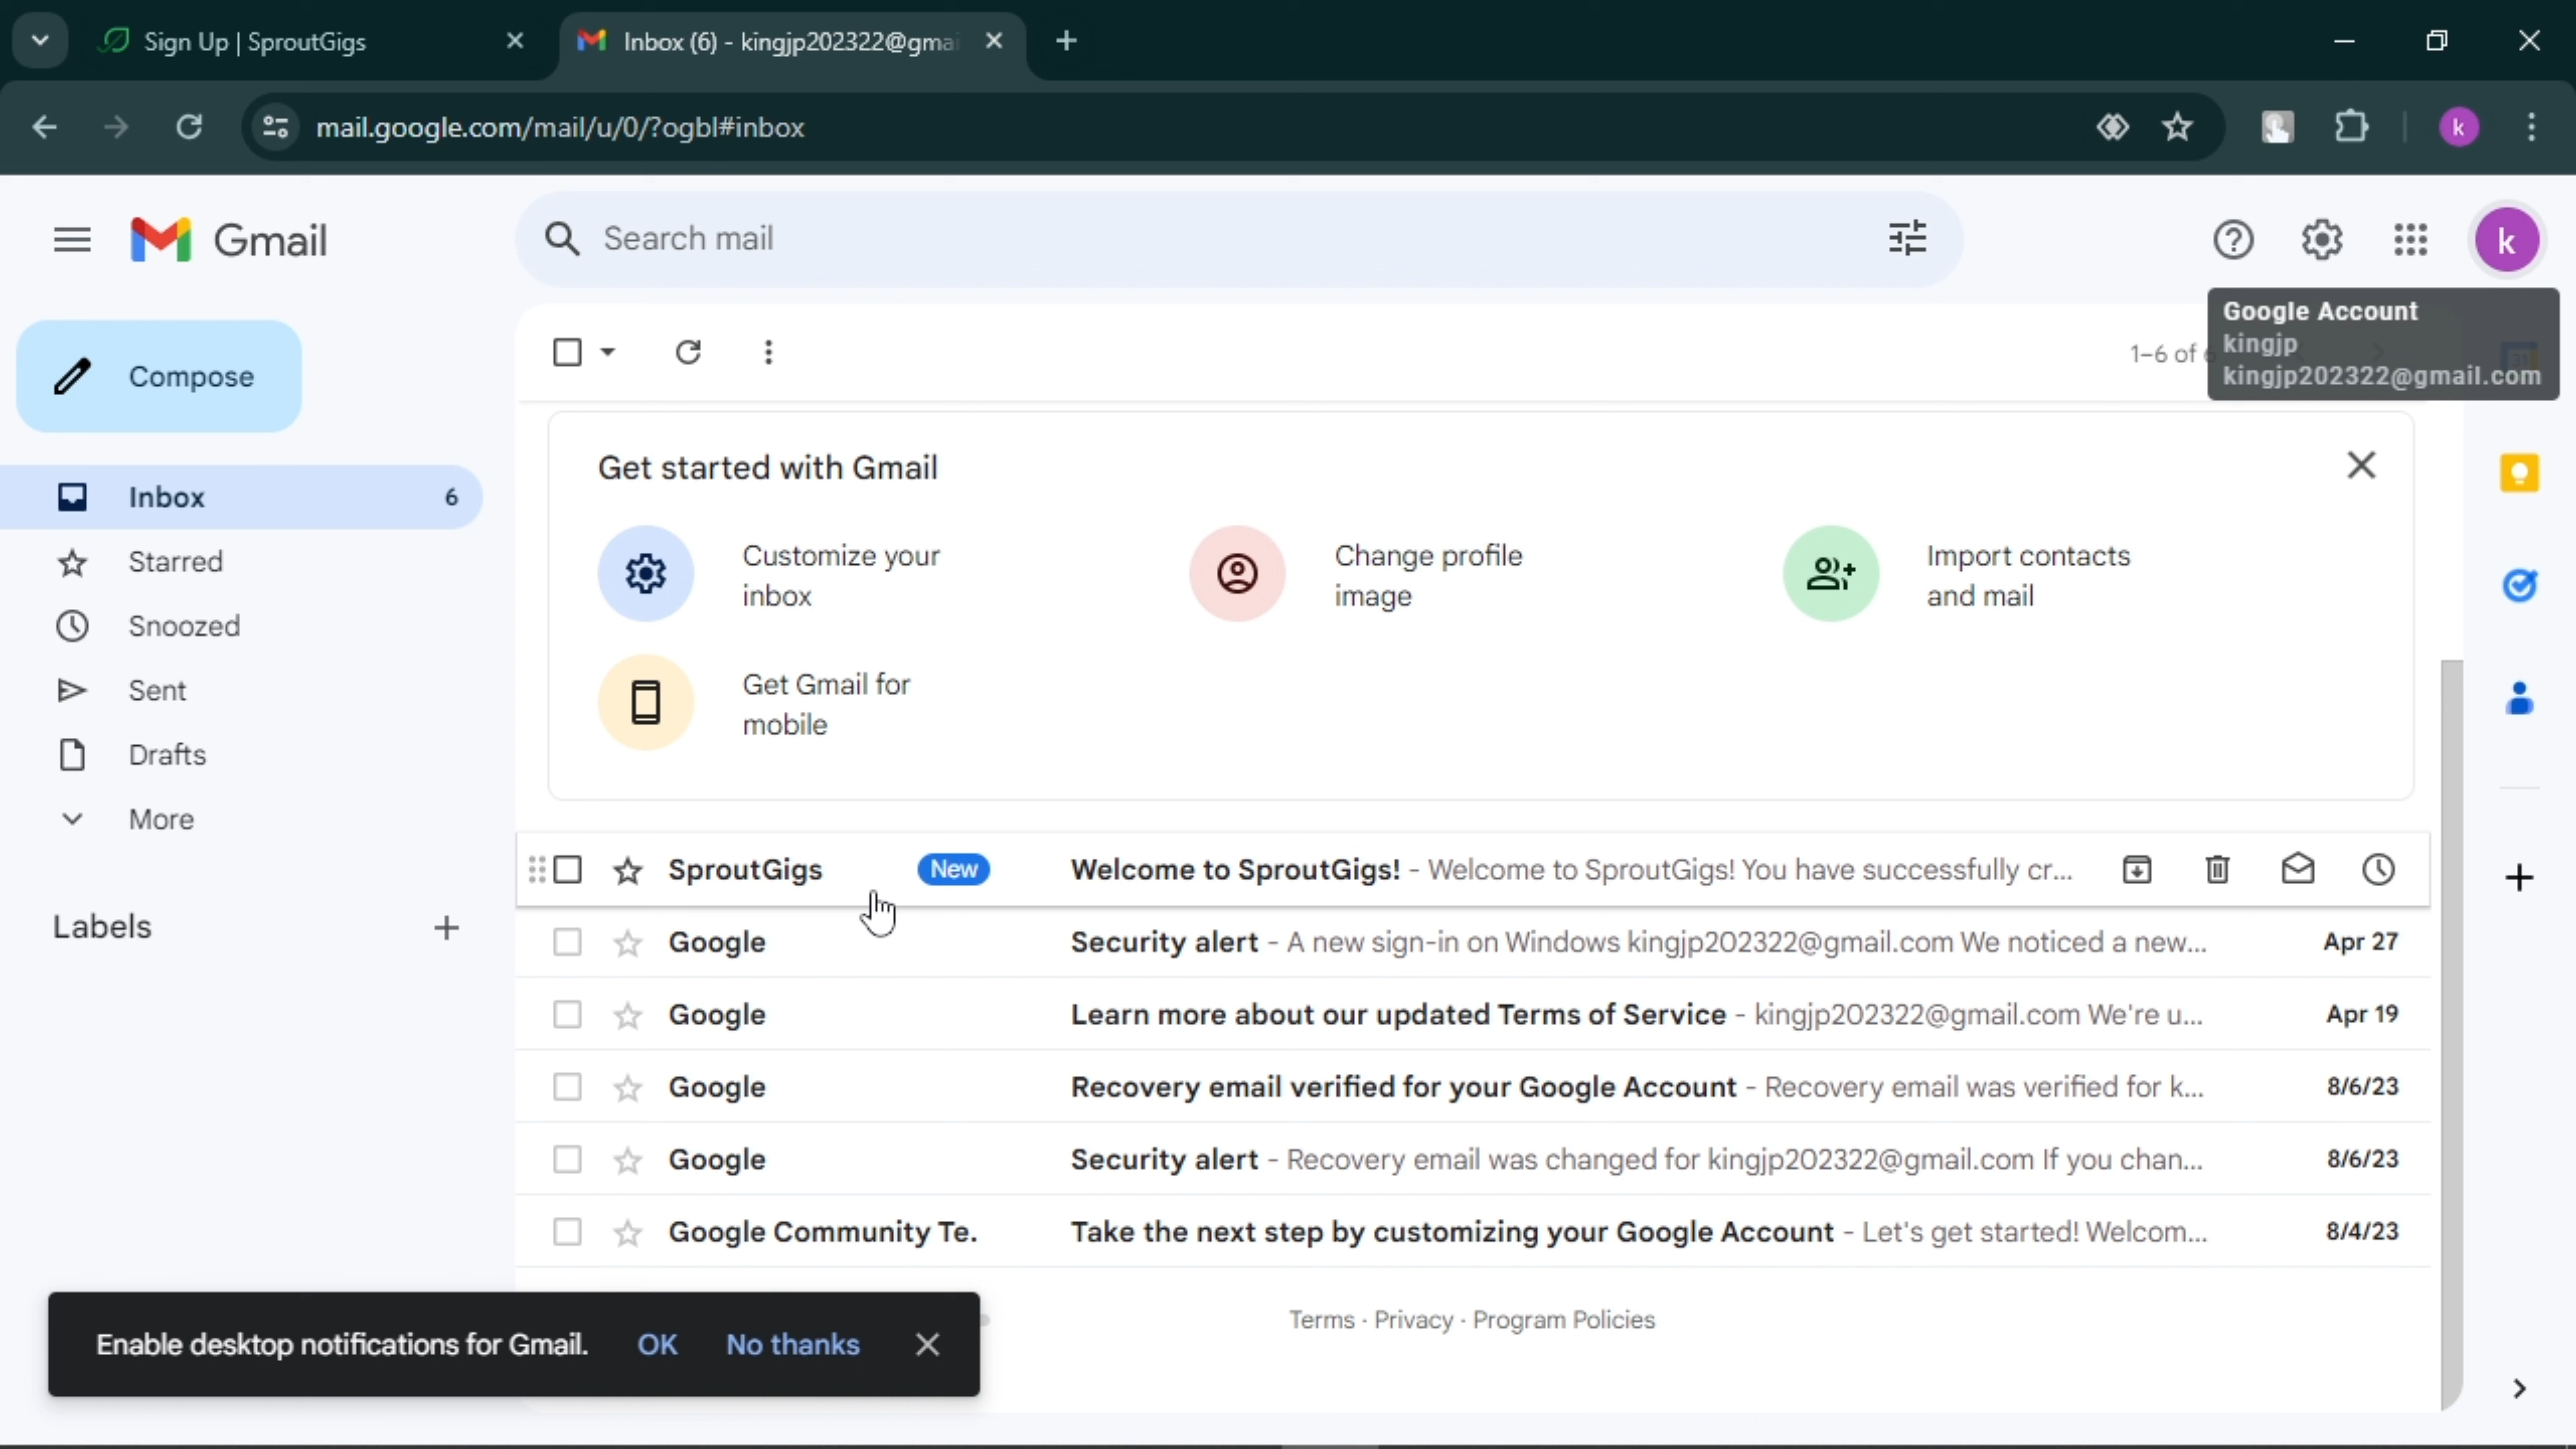 Sign Up | SproutGigs
Inbox (6) - kingjp202322@gmai
mail.google.com/mail/u/0/?ogbl#inbox
k
Gmail
Search mail
k
Google Account
kingjp
kingjp202322@gmail.com
Compose
1–6 of
Get started with Gmail
Inbox 6
Customize your
inbox
Change profile
image
Import contacts
and mail
Starred
Snoozed
Sent
Get Gmail for
mobile
Drafts
More
Labels
SproutGigs New Welcome to SproutGigs! - Welcome to SproutGigs! You have successfully cr...
Google Security alert - A new sign-in on Windows kingjp202322@gmail.com We noticed a new... Apr 27
Google Learn more about our updated Terms of Service - kingjp202322@gmail.com We're u... Apr 19
Google Recovery email verified for your Google Account - Recovery email was verified for k... 8/6/23
Google Security alert - Recovery email was changed for kingjp202322@gmail.com If you chan... 8/6/23
Google Community Te. Take the next step by customizing your Google Account - Let's get started! Welcom... 8/4/23
Terms · Privacy · Program Policies
Enable desktop notifications for Gmail. OK No thanks